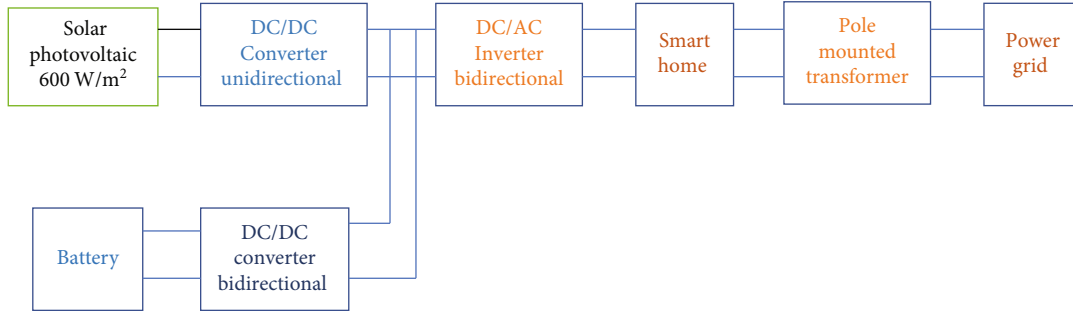 Solar
photovoltaic
600 W/m²
DC/DC
Converter
unidirectional
DC/AC
Inverter
bidirectional
Smart
home
Pole
mounted
transformer
Power
grid
Battery
DC/DC
converter
bidirectional